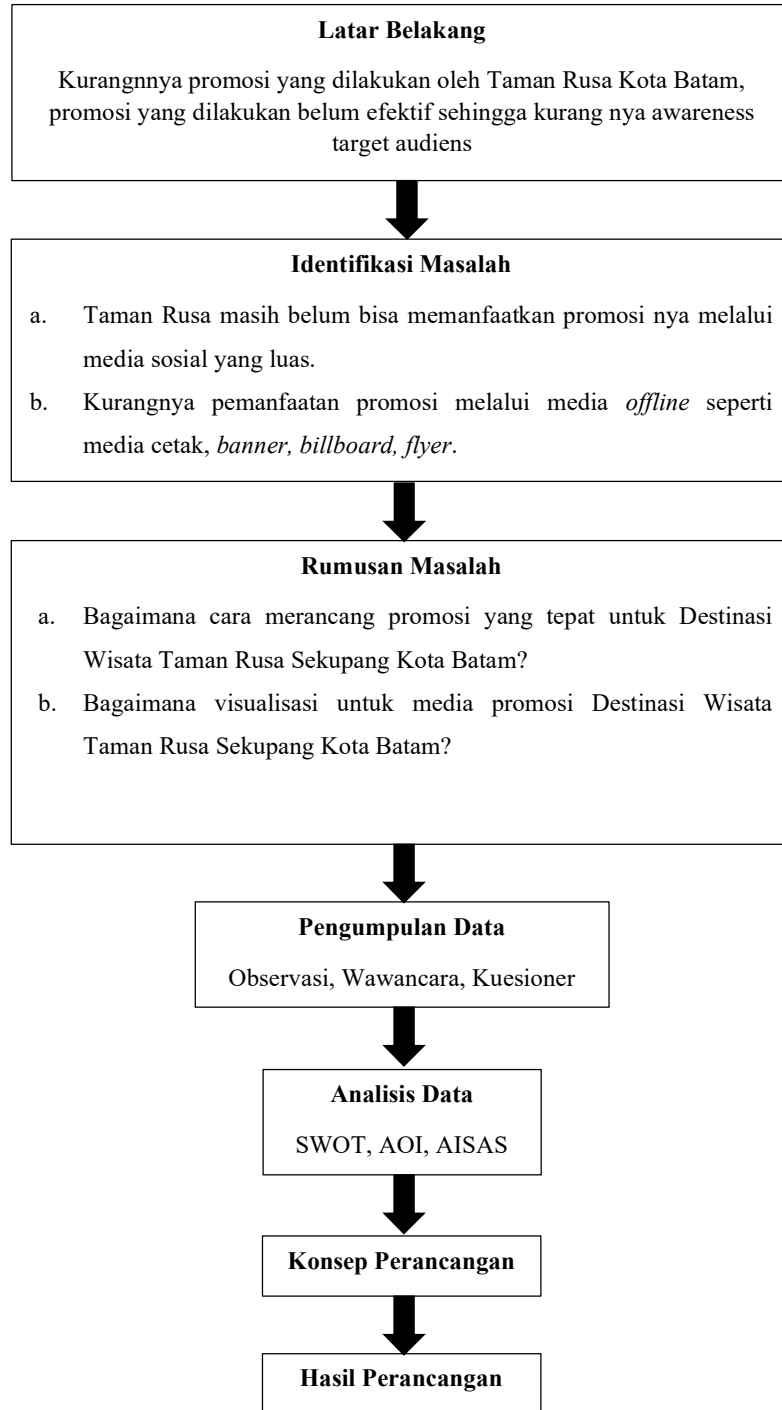 Latar Belakang
Kurangnnya promosi yang dilakukan oleh Taman Rusa Kota Batam,
promosi yang dilakukan belum efektif sehingga kurang nya awareness
target audiens
Identifikasi Masalah
a. Taman Rusa masih belum bisa memanfaatkan promosi nya melalui
media sosial yang luas.
b. Kurangnya pemanfaatan promosi melalui media offline seperti
media cetak, banner, billboard, flyer.
Rumusan Masalah
a. Bagaimana cara merancang promosi yang tepat untuk Destinasi
Wisata Taman Rusa Sekupang Kota Batam?
b. Bagaimana visualisasi untuk media promosi Destinasi Wisata
Taman Rusa Sekupang Kota Batam?
Pengumpulan Data
Observasi, Wawancara, Kuesioner
Analisis Data
SWOT, AOI, AISAS
Konsep Perancangan
Hasil Perancangan